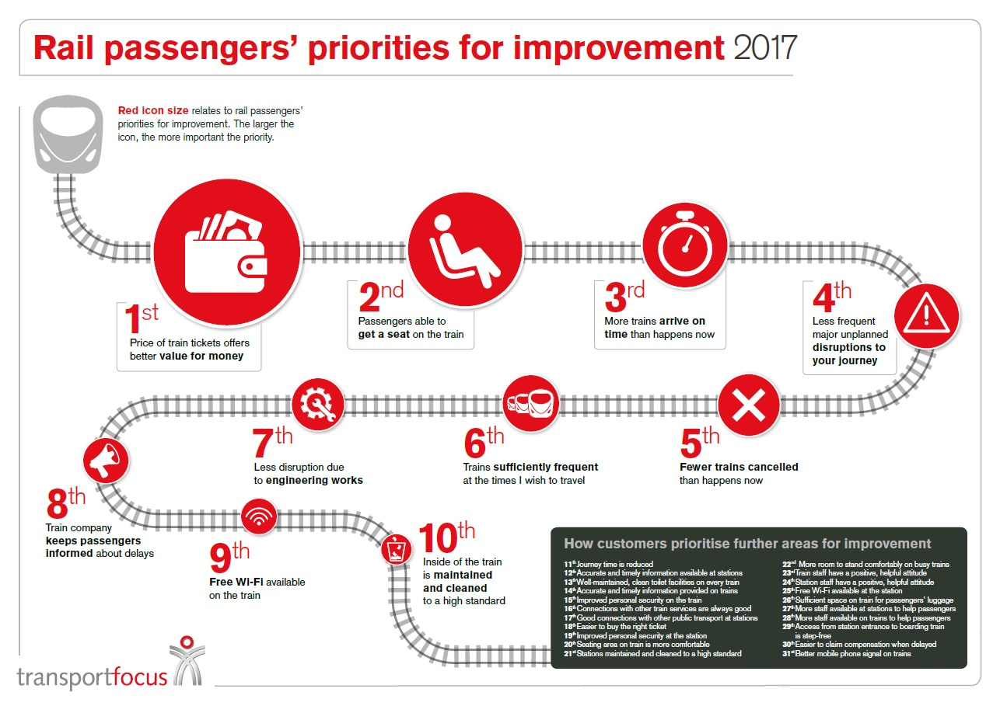 Rail passengers’ priorities for improvement 2017
Red icon size relates to rail passengers’
priorities for improvement. The larger the
icon, the more important the priority.
1st
Price of train tickets offers
better value for money
2nd
Passengers able to
get a seat on the train
3rd
More trains arrive on
time than happens now
4th
Less frequent
major unplanned
disruptions to
your journey
5th
Fewer trains cancelled
than happens now
6th
Trains sufficiently frequent
at the times I wish to travel
7th
Less disruption due
to engineering works
8th
Train company
keeps passengers
informed about delays
9th
Free Wi-Fi available
on the train
10th
Inside of the train
is maintained
and cleaned
to a high standard
How customers prioritise further areas for improvement
11th Journey time is reduced
12th Accurate and timely information available at stations
13th Well-maintained, clean toilet facilities on every train
14th Accurate and timely information provided on trains
15th Improved personal security on the train
16th Connections with other train services are always good
17th Good connections with other public transport at stations
18th Easier to buy the right ticket
19th Improved personal security at the station
20th Seating area on train is more comfortable
21st Stations maintained and cleaned to a high standard
22nd More room to stand comfortably on busy trains
23rd Train staff have a positive, helpful attitude
24th Station staff have a positive, helpful attitude
25th Free Wi-Fi available at the station
26th Sufficient space on train for passengers’ luggage
27th More staff available at stations to help passengers
28th More staff available on trains to help passengers
29th Access from station entrance to boarding train
is step-free
30th Easier to claim compensation when delayed
31st Better mobile phone signal on trains
transportfocus